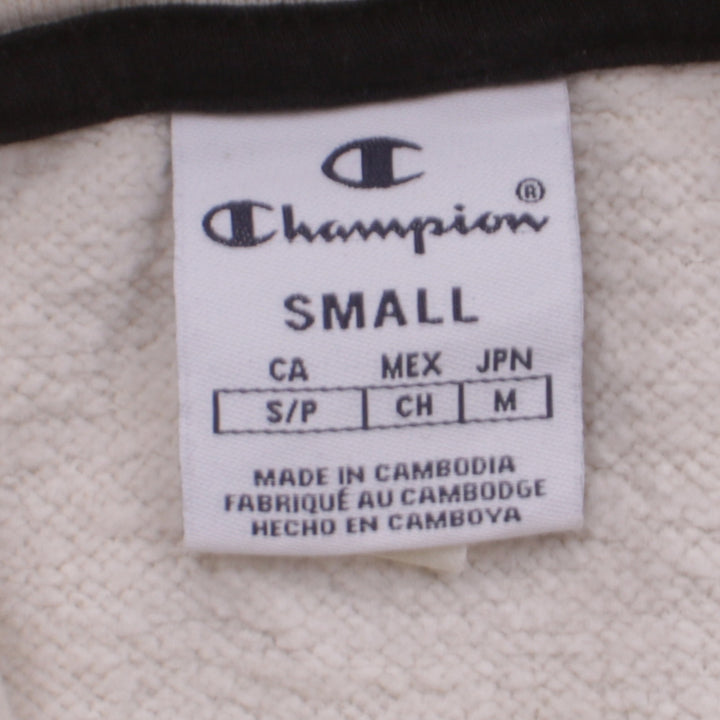 Champion®
SMALL
CA MEX JPN
S/P CH M
MADE IN CAMBODIA
FABRIQUÉ AU CAMBODGE
HECHO EN CAMBOYA